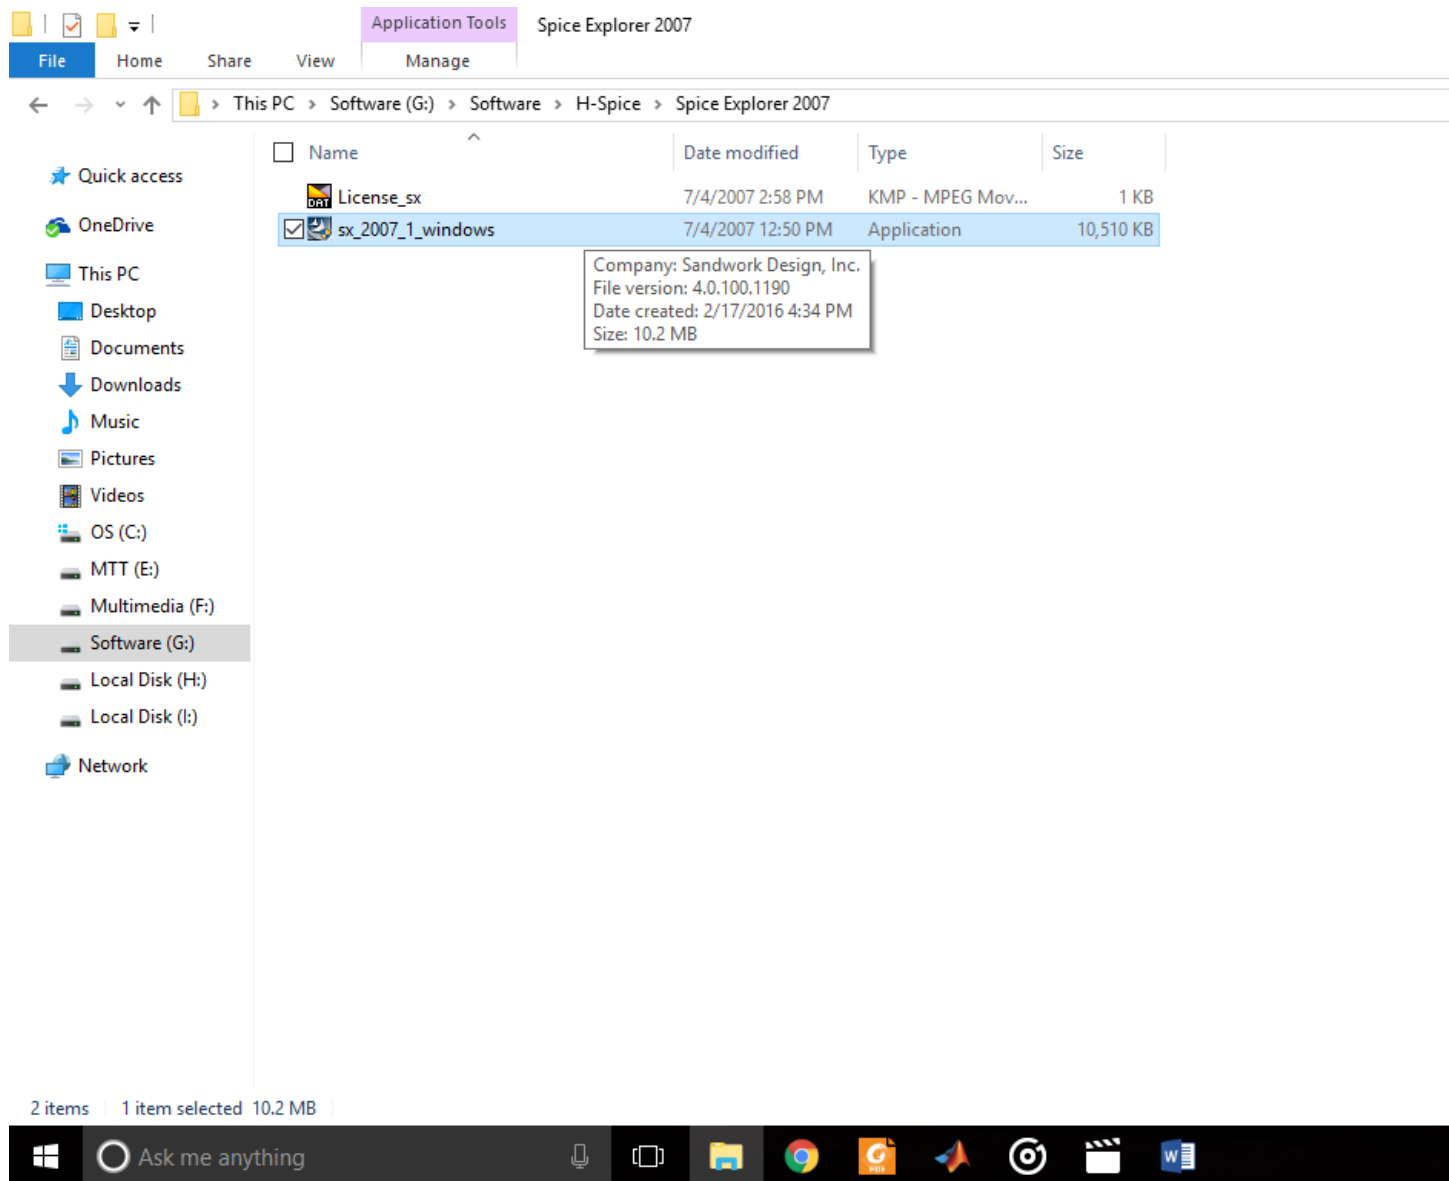 Application Tools Spice Explorer 2007
File Home Share View Manage
This PC > Software (G:) > Software > H-Spice > Spice Explorer 2007
Name Date modified Type Size
DAT License_sx 7/4/2007 2:58 PM KMP - MPEG Mov... 1 KB
sx_2007_1_windows 7/4/2007 12:50 PM Application 10,510 KB
Company: Sandwork Design, Inc.
File version: 4.0.100.1190
Date created: 2/17/2016 4:34 PM
Size: 10.2 MB
Quick access
OneDrive
This PC
Desktop
Documents
Downloads
Music
Pictures
Videos
OS (C:)
MTT (E:)
Multimedia (F:)
Software (G:)
Local Disk (H:)
Local Disk (I:)
Network
2 items 1 item selected 10.2 MB
Ask me anything
G PDF
W